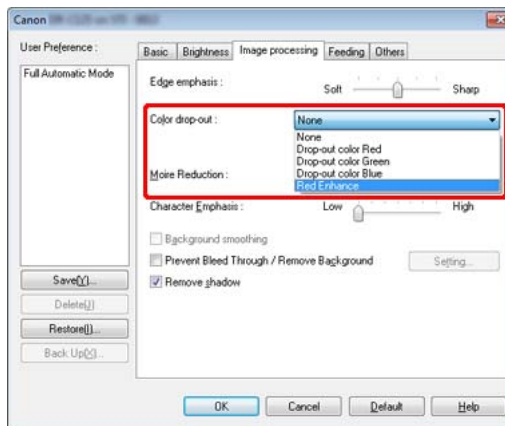 Canon
User Preference :
Full Automatic Mode
Save(Y)...
Delete(J)
Restore(I)...
Back Up(X)...
Basic
Brightness
Image processing
Feeding
Others
Edge emphasis :
Soft
Sharp
Color drop-out :
None
None
Drop-out color Red
Drop-out color Green
Drop-out color Blue
Red Enhance
Moire Reduction :
Character Emphasis :
Low
High
Background smoothing
Prevent Bleed Through / Remove Background
Setting...
Remove shadow
OK
Cancel
Default
Help